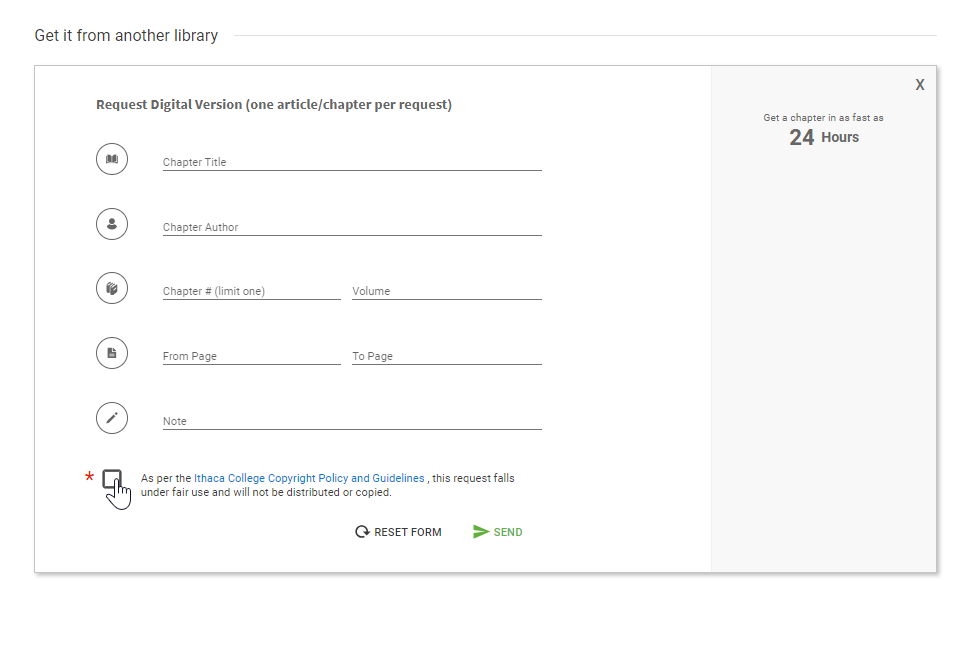 Get it from another library
X
Request Digital Version (one article/chapter per request)
Get a chapter in as fast as
24 Hours
Chapter Title
Chapter Author
Chapter # (limit one) Volume
From Page To Page
Note
* As per the Ithaca College Copyright Policy and Guidelines , this request falls
under fair use and will not be distributed or copied.
RESET FORM SEND